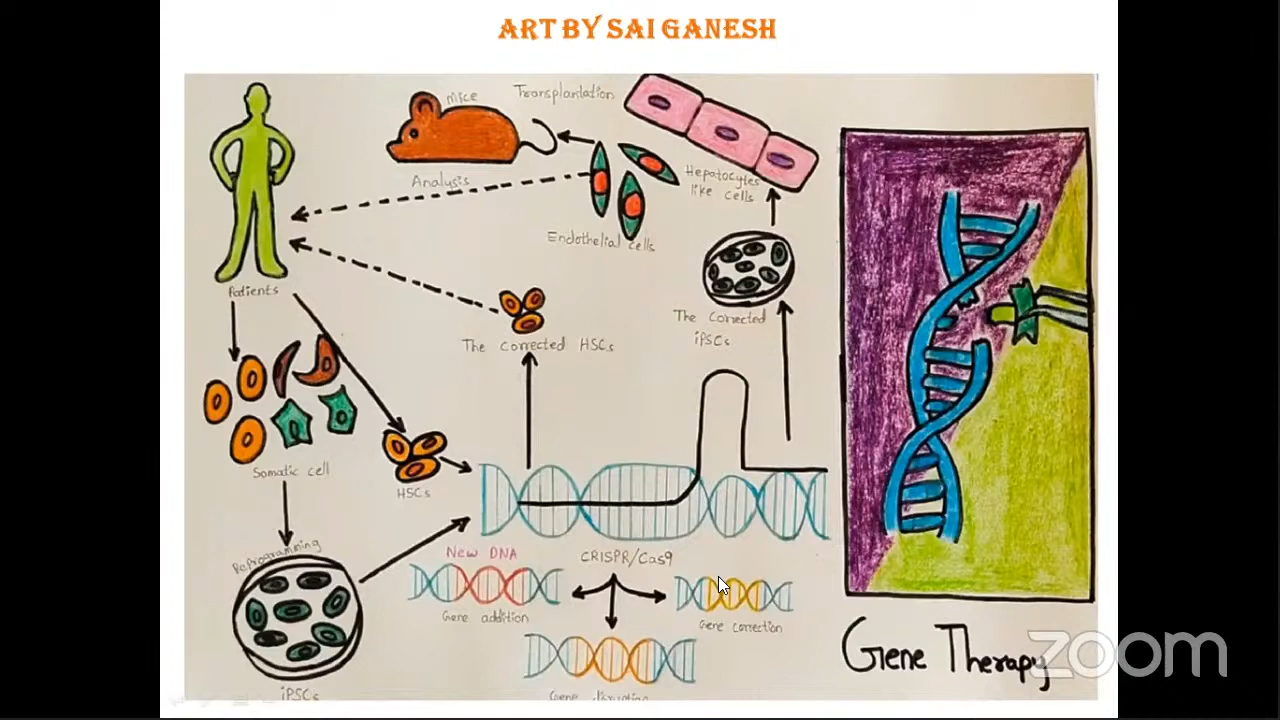 ART BY SAI GANESH
mice
Transplantation
Analysis
Hepatocytes
like cells
Endothelial cells
Patients
The corrected HSCs
The corrected
iPSCs
Somatic cell
HSCs
Reprogramming
New DNA
CRISPR/Cas9
Gene addition
Gene correction
Gene
iPSCs
Gene Therapy
zoom